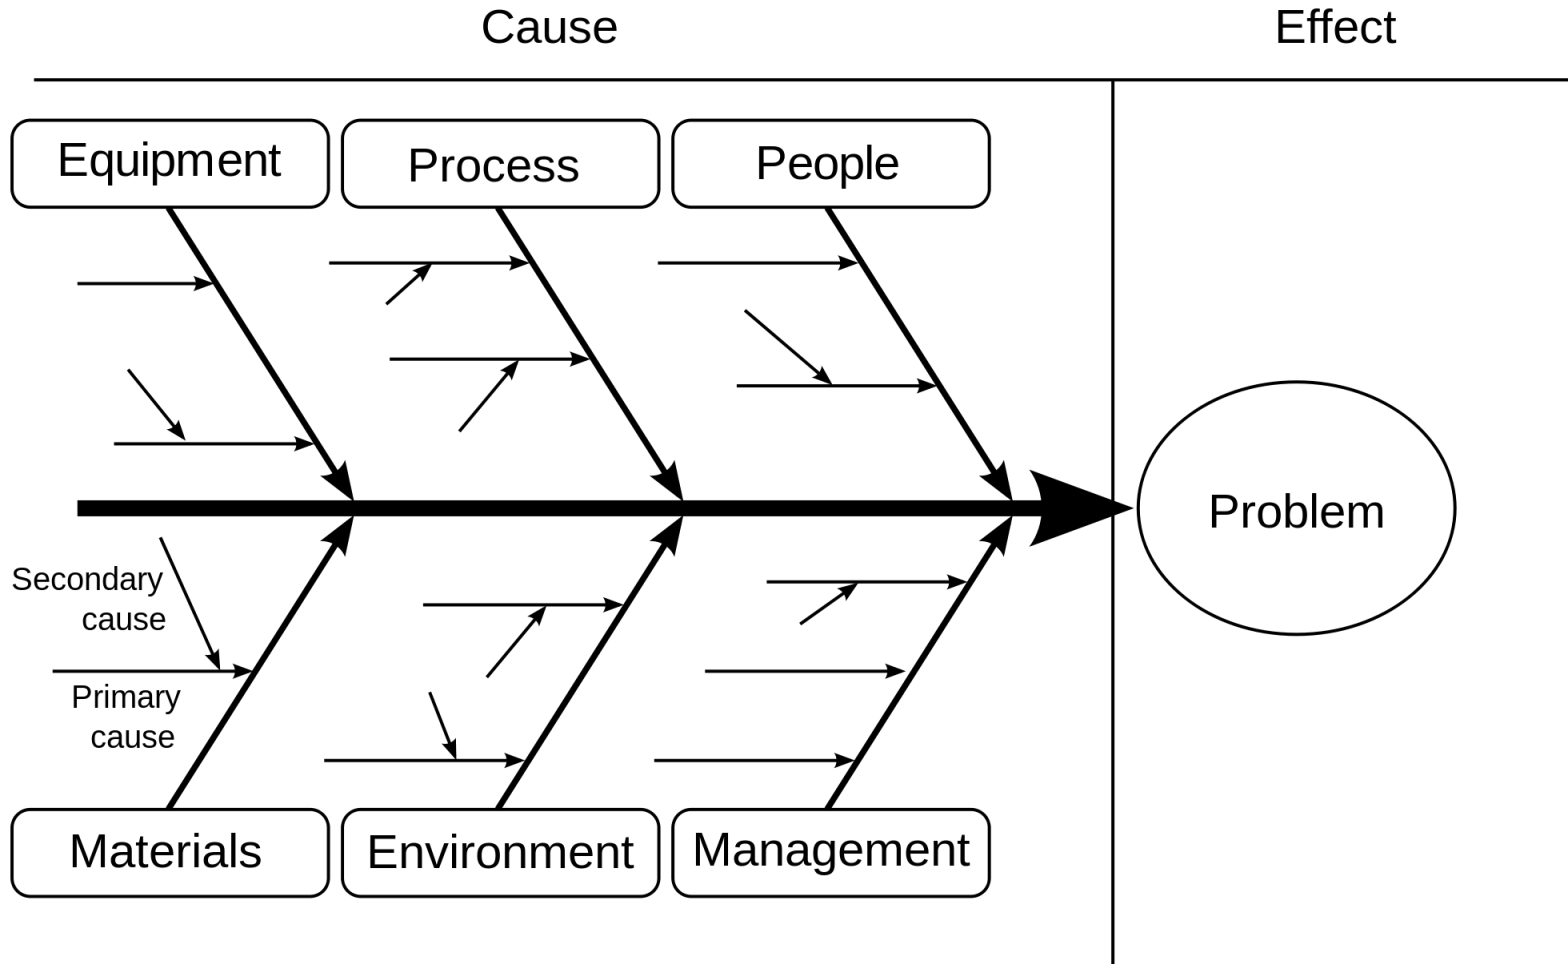 Cause
Effect
Equipment
Process
People
Problem
Secondary
cause
Primary
cause
Materials
Environment
Management